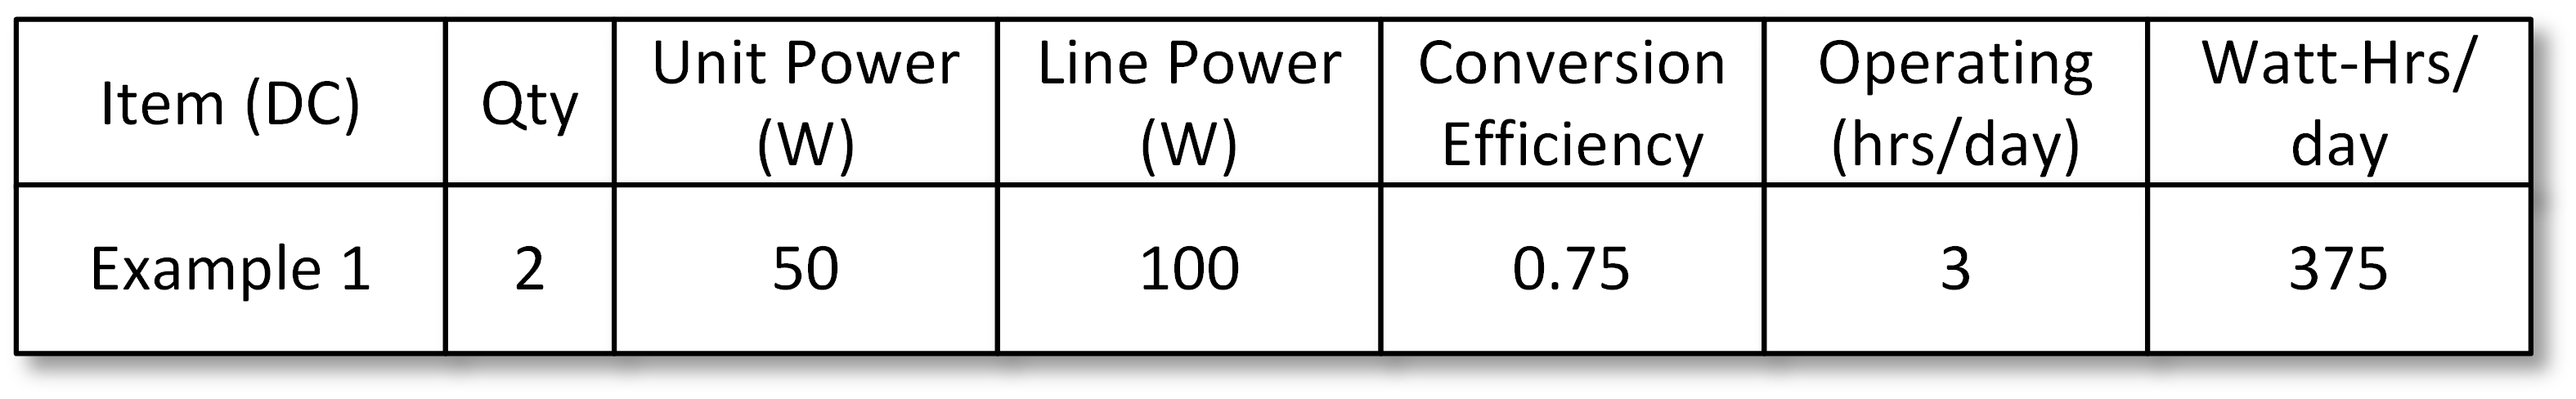 Item (DC) Qty Unit Power (W) Line Power (W) Conversion Efficiency Operating (hrs/day) Watt-Hrs/ day
Example 1 2 50 100 0.75 3 375